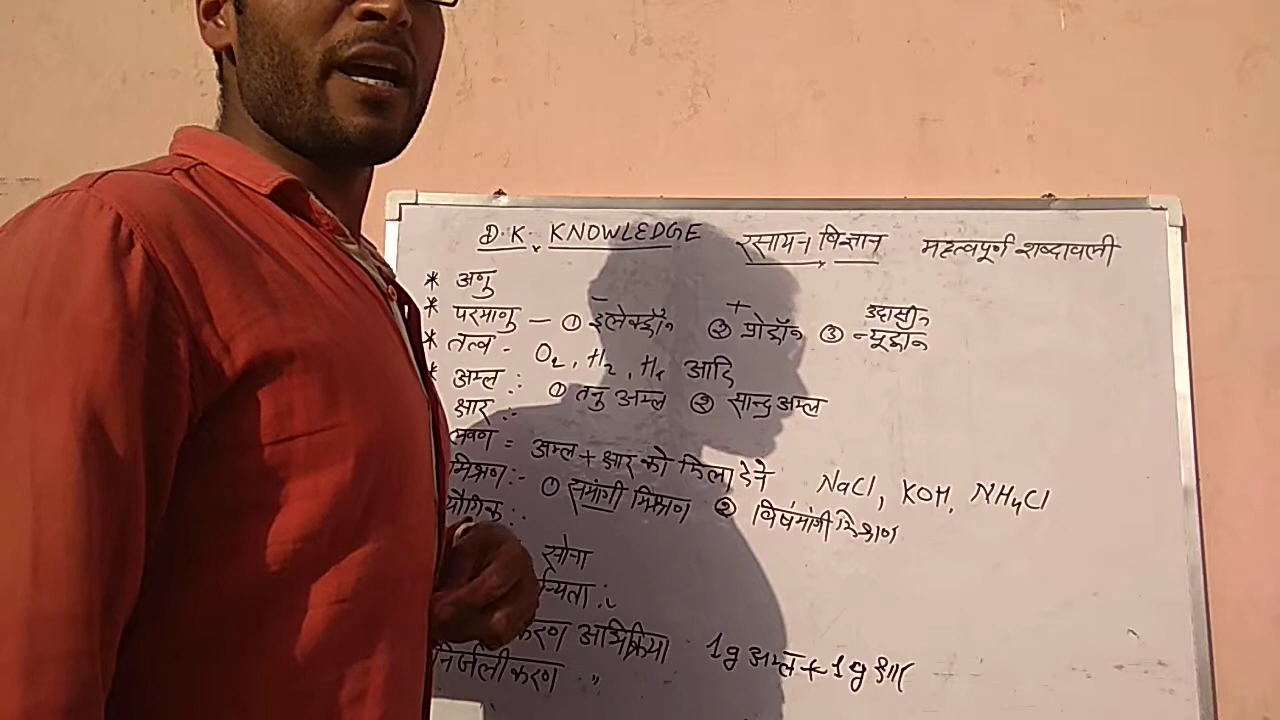 D.K. KNOWLEDGE रसायन विज्ञान महत्वपूर्ण शब्दावली
* अणु
* परमाणु – ① इलेक्ट्रॉन − ② प्रोट्रॉन + ③ न्यूट्रॉन उदासीन
* तत्व - O2, H2, He आदि
* अम्ल : ① तनु अम्ल ② सान्द्र अम्ल
क्षार :-
लवण = अम्ल + क्षार को मिला देने NaCl, KOH, NH4Cl
मिश्रण :- ① समांगी मिश्रण ② विषमांगी मिश्रण
यौगिक :-
सोना
करण अभिक्रिया 1g अम्ल + 1g क्षार
निर्जलीकरण "